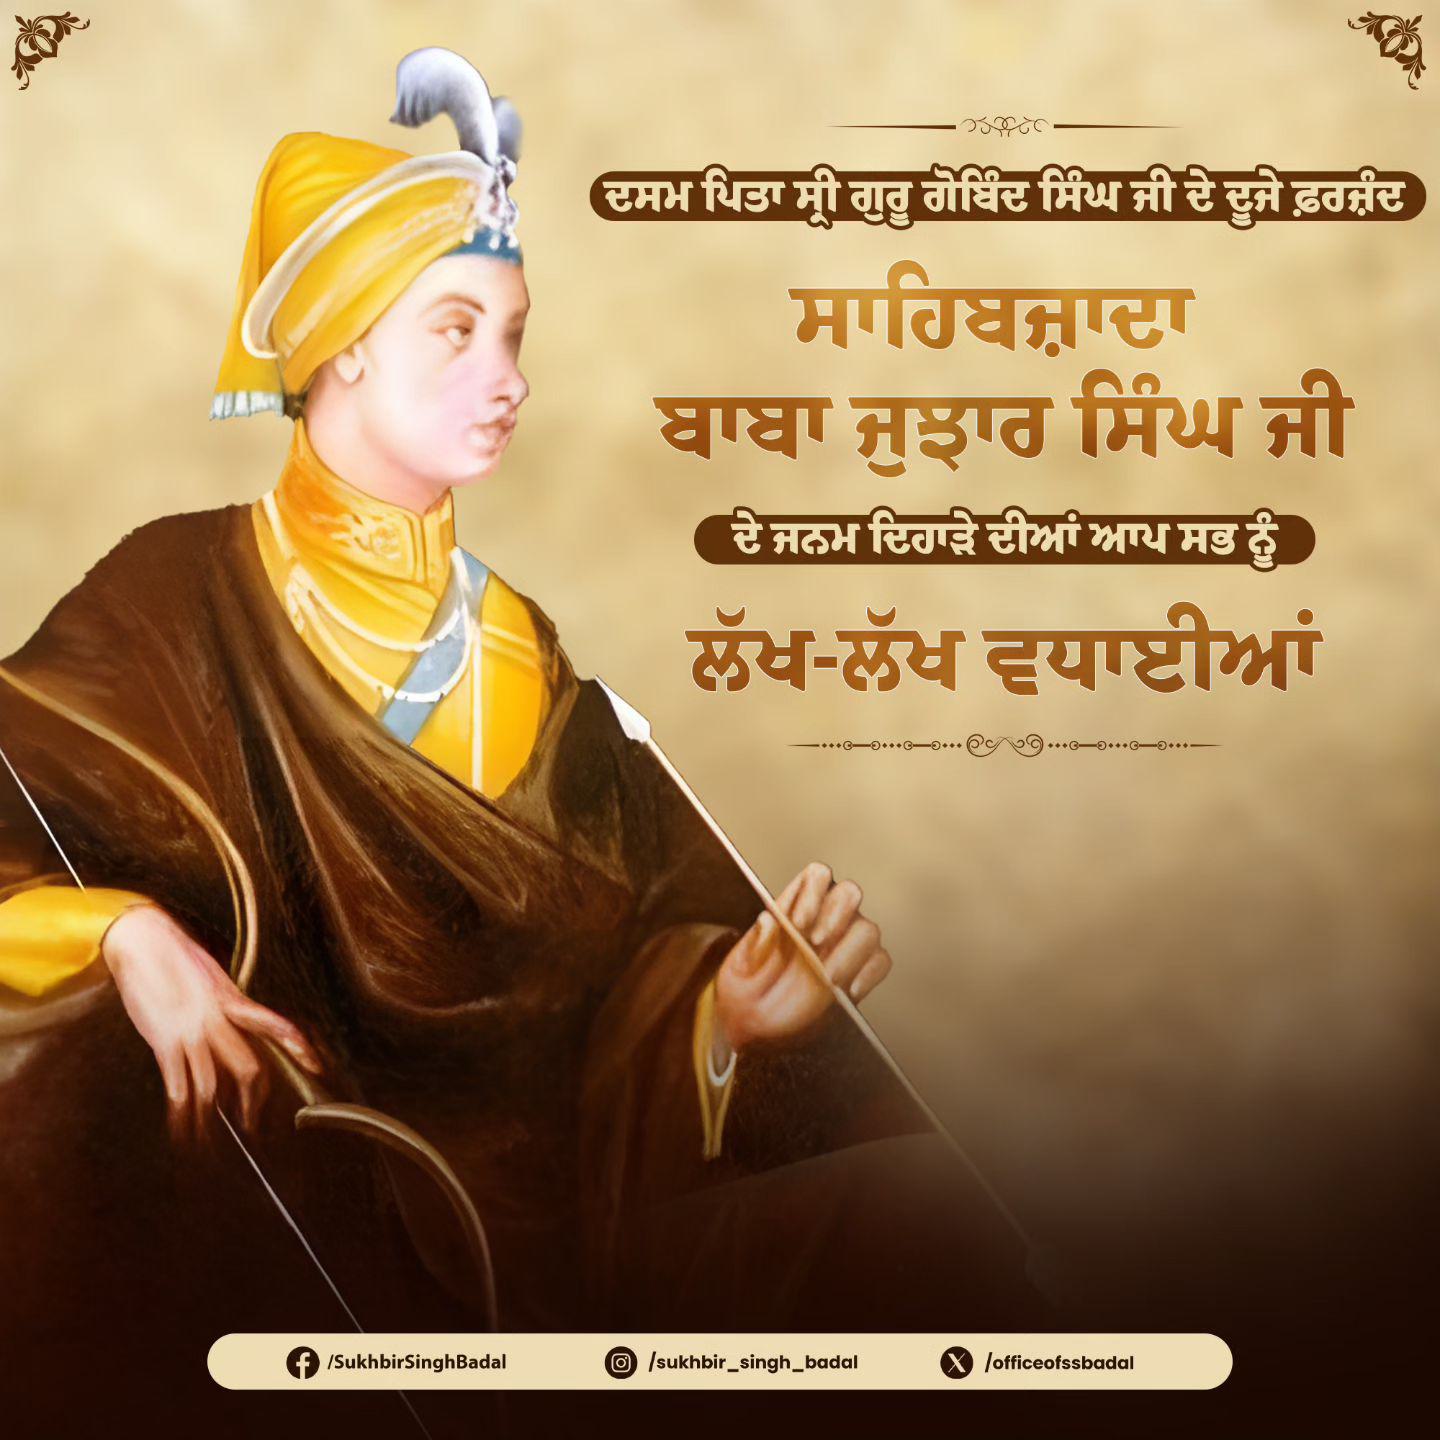 ਦਸਮ ਪਿਤਾ ਸ੍ਰੀ ਗੁਰੂ ਗੋਬਿੰਦ ਸਿੰਘ ਜੀ ਦੇ ਦੂਜੇ ਫ਼ਰਜ਼ੰਦ
ਸਾਹਿਬਜ਼ਾਦਾ
ਬਾਬਾ ਜੁਝਾਰ ਸਿੰਘ ਜੀ
ਦੇ ਜਨਮ ਦਿਹਾੜੇ ਦੀਆਂ ਆਪ ਸਭ ਨੂੰ
ਲੱਖ-ਲੱਖ ਵਧਾਈਆਂ
/SukhbirSinghBadal /sukhbir_singh_badal /officeofssbadal